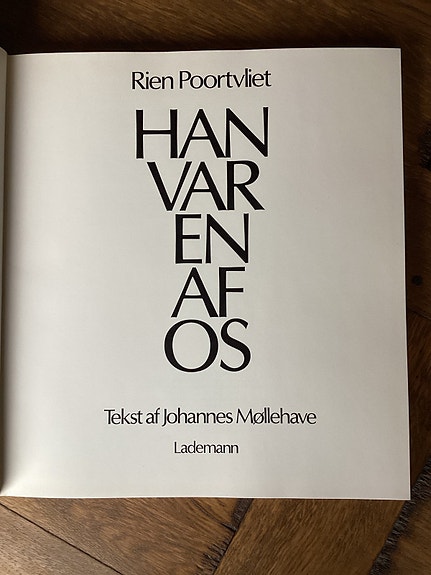 Rien Poortvliet
HAN
VAR
EN
AF
OS
Tekst af Johannes Møllehave
Lademann